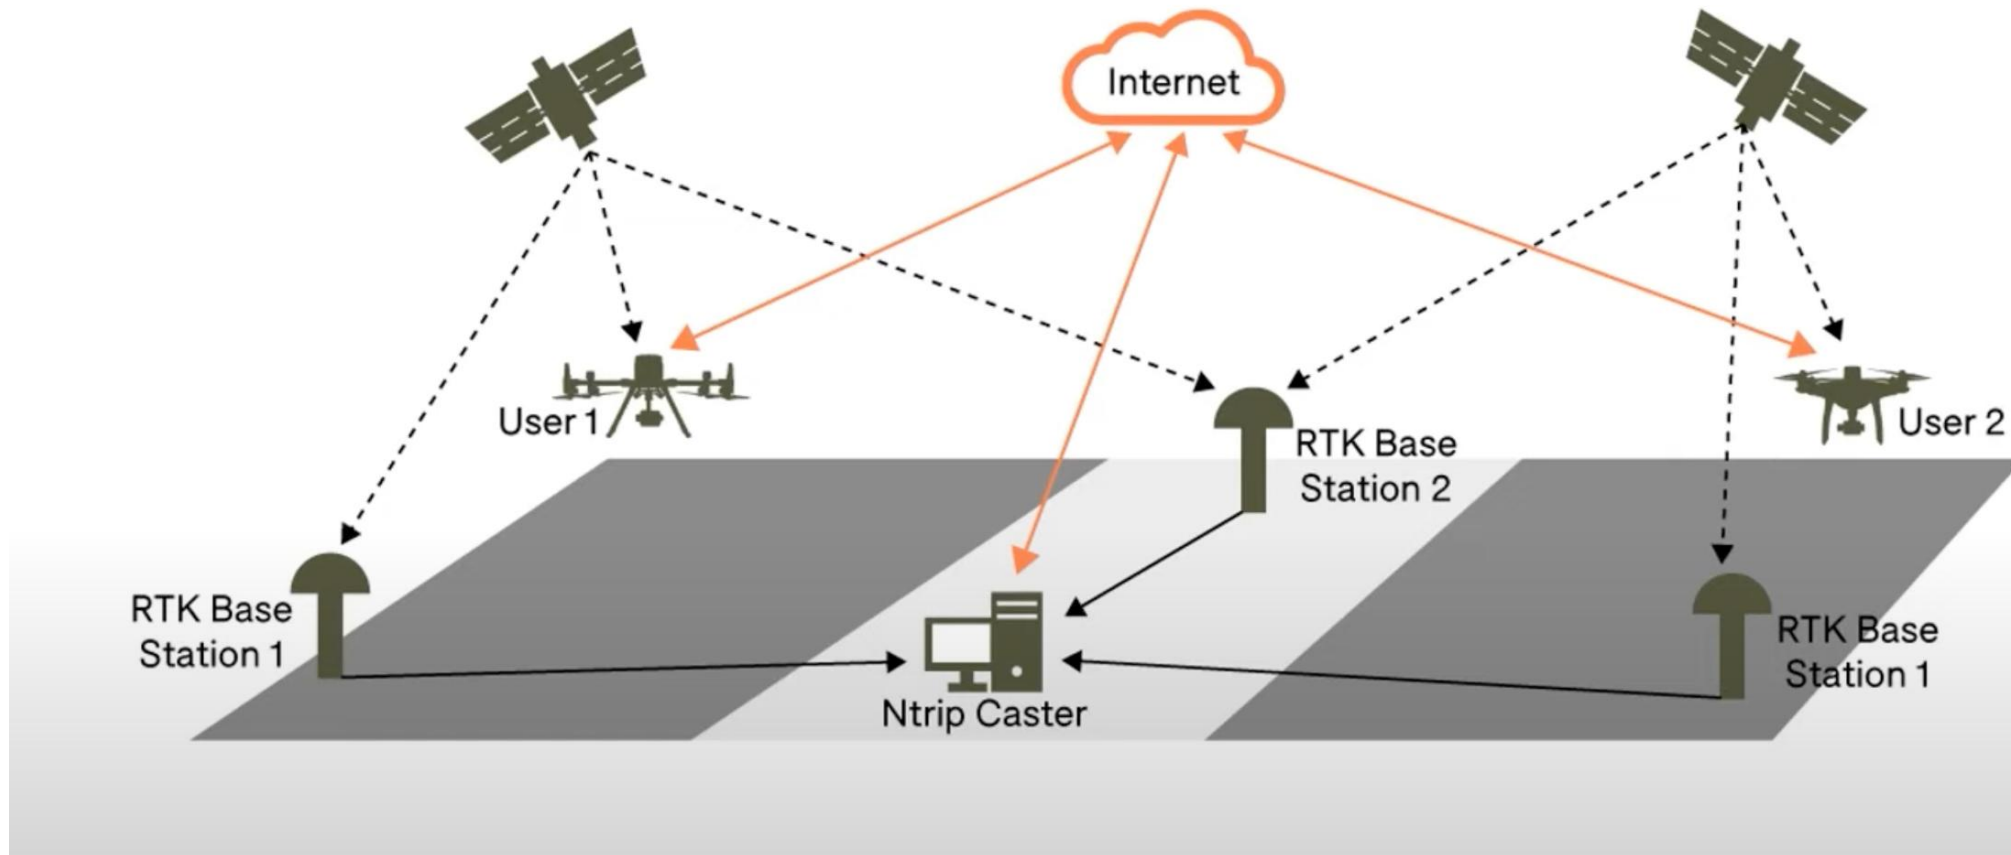 Internet
User 1
User 2
RTK Base
Station 2
RTK Base
Station 1
RTK Base
Station 1
Ntrip Caster